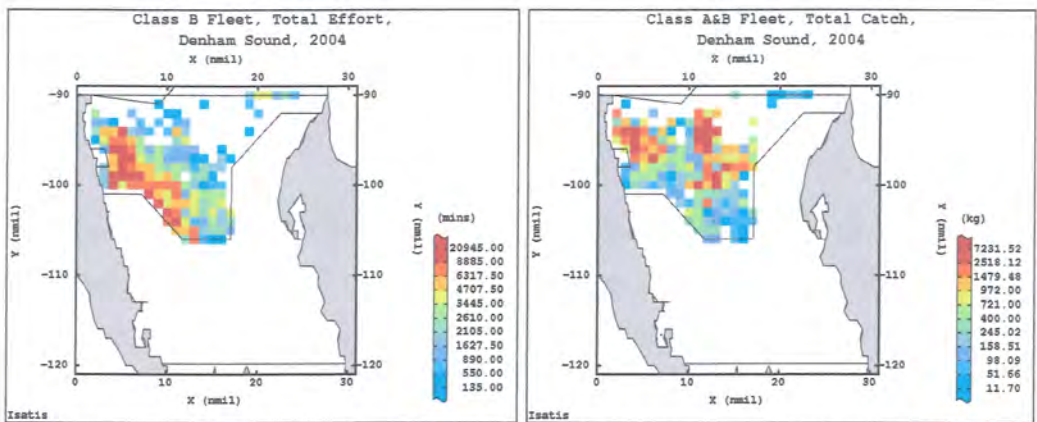 Class B Fleet, Total Effort,
Denham Sound, 2004
X (nmil)
0 10 20 30
-90 -90
-100 -100
-110 -110
-120 -120
Y (nmil)
Y (nmil)
(mins)
20945.00
8885.00
6317.50
4707.50
3445.00
2610.00
2105.00
1627.50
890.00
550.00
135.00
0 10 20 30
X (nmil)
Isatis
Class A&B Fleet, Total Catch,
Denham Sound, 2004
X (nmil)
0 10 20 30
-90 -90
-100 -100
-110 -110
-120 -120
Y (nmil)
Y (nmil)
(kg)
7231.52
2518.12
1479.48
972.00
721.00
400.00
245.02
158.51
98.09
51.66
11.70
0 10 20 30
X (nmil)
Isatis